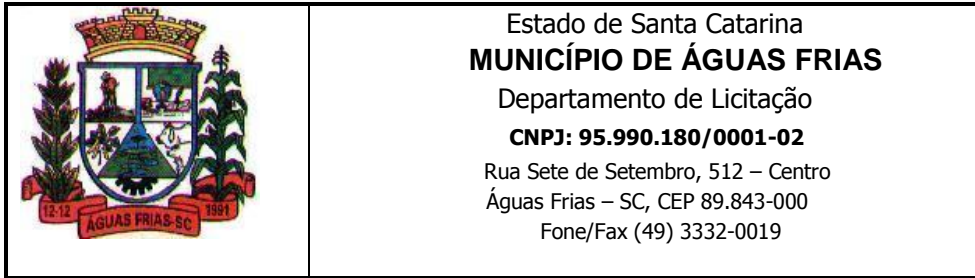 Estado de Santa Catarina
MUNICÍPIO DE ÁGUAS FRIAS
Departamento de Licitação
CNPJ: 95.990.180/0001-02
Rua Sete de Setembro, 512 – Centro
Águas Frias – SC, CEP 89.843-000
Fone/Fax (49) 3332-0019
12-12
ÁGUAS FRIAS-SC
1991